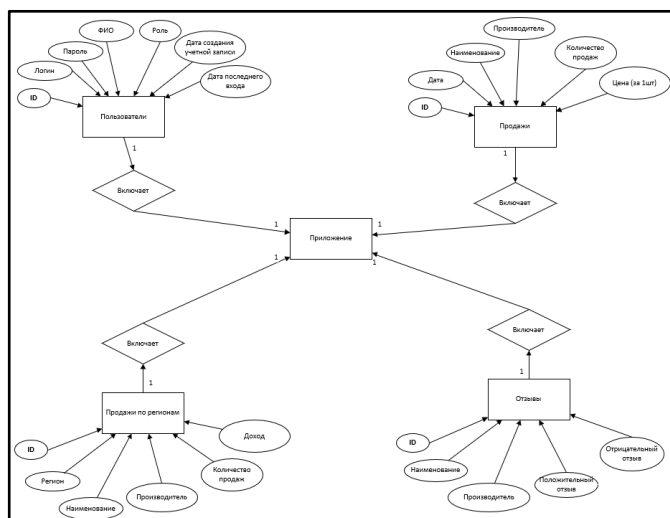 ФИО
Роль
Пароль
Дата создания
учетной записи
Логин
Дата последнего
входа
ID
Пользователи
1
Включает
1
Производитель
Наименование
Количество
продаж
Дата
Цена (за 1шт)
ID
Продажи
1
Включает
1
Приложение
1
1
Включает
1
Продажи по регионам
ID
Регион
Наименование
Производитель
Количество
продаж
Доход
Включает
1
Отзывы
ID
Наименование
Производитель
Положительный
отзыв
Отрицательный
отзыв